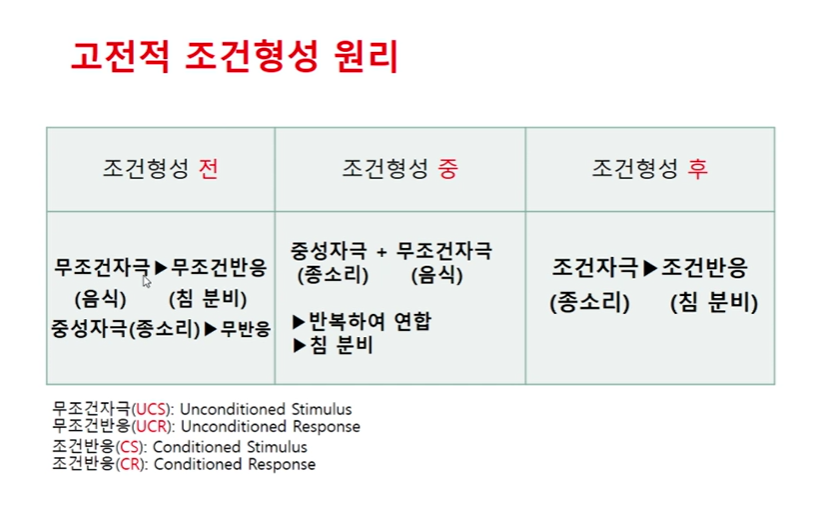 고전적 조건형성 원리
조건형성 전
조건형성 중
조건형성 후
무조건자극▶무조건반응
(음식) (침 분비)
중성자극(종소리)▶무반응
중성자극 + 무조건자극
(종소리) (음식)
▶반복하여 연합
▶침 분비
조건자극▶조건반응
(종소리) (침 분비)
무조건자극(UCS): Unconditioned Stimulus
무조건반응(UCR): Unconditioned Response
조건반응(CS): Conditioned Stimulus
조건반응(CR): Conditioned Response